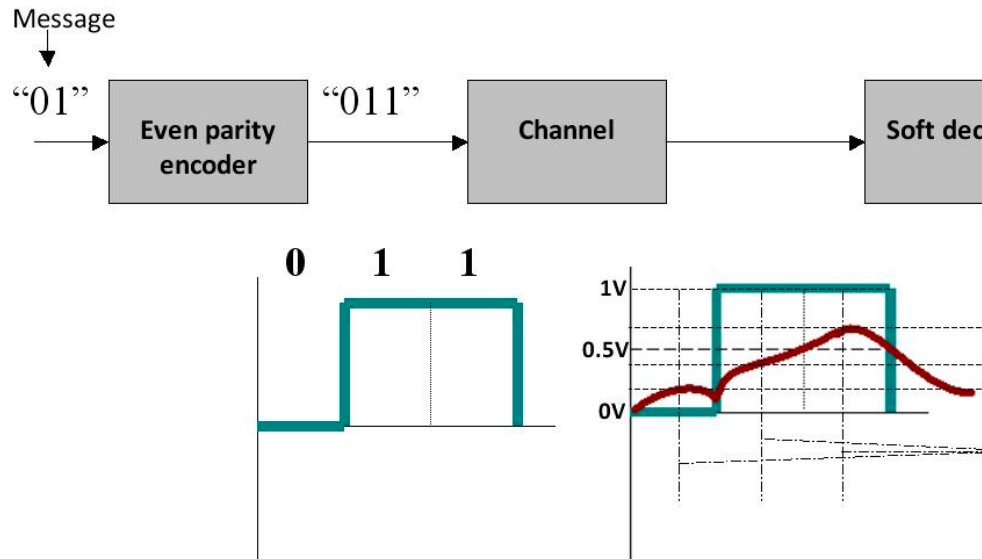 Message
“01”
Even parity
encoder
“011”
Channel
Soft dec
0 1 1
1V
0.5V
0V